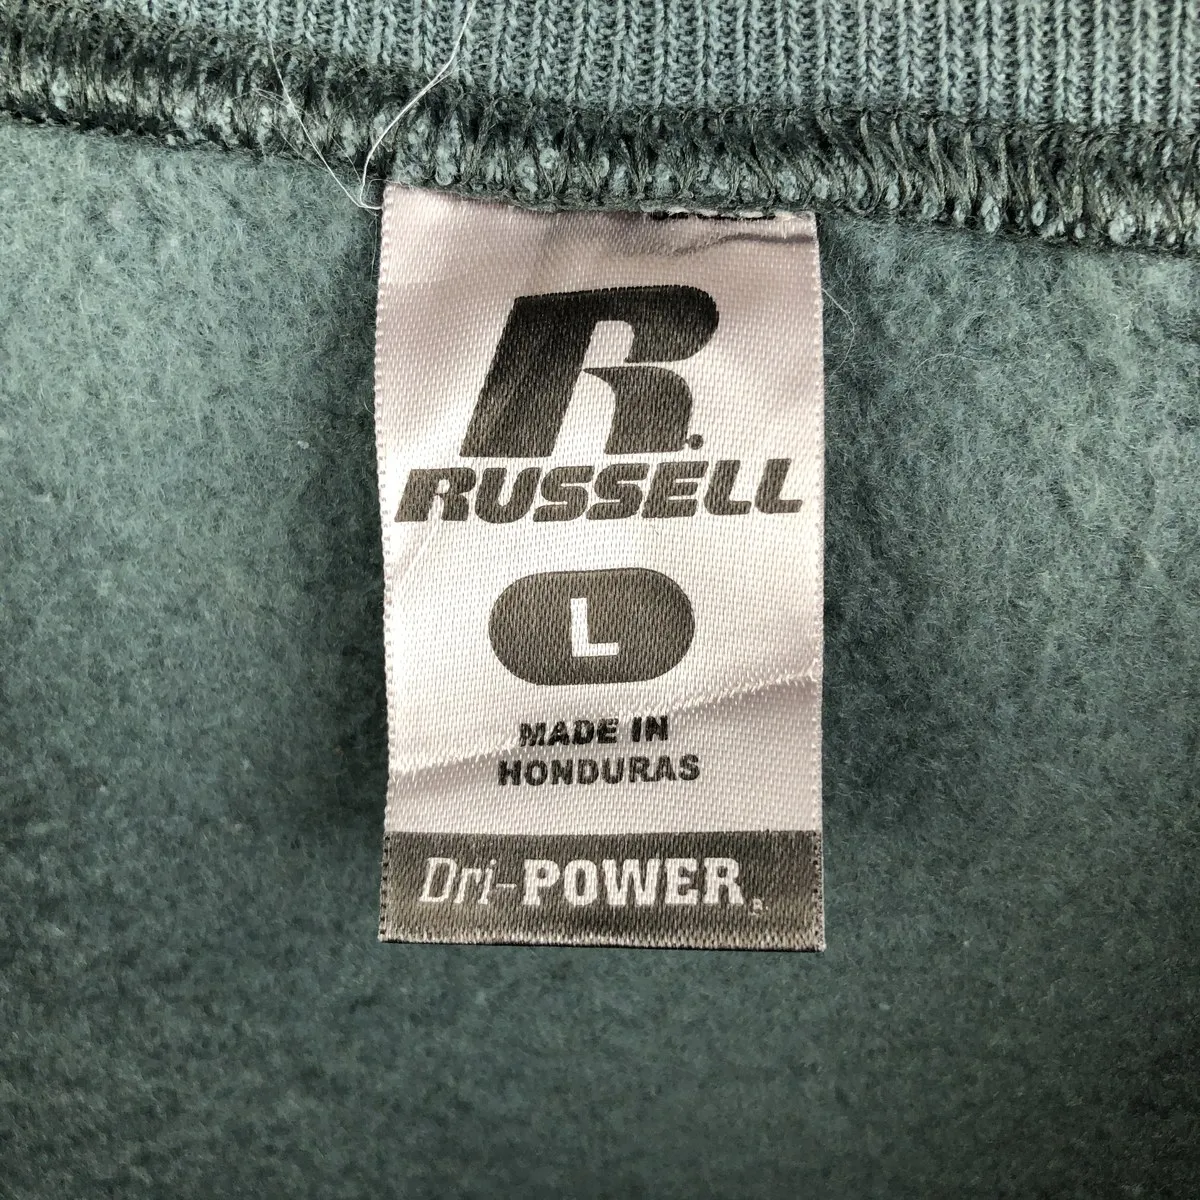 R.
RUSSELL
L
MADE IN
HONDURAS
Dri-POWER®